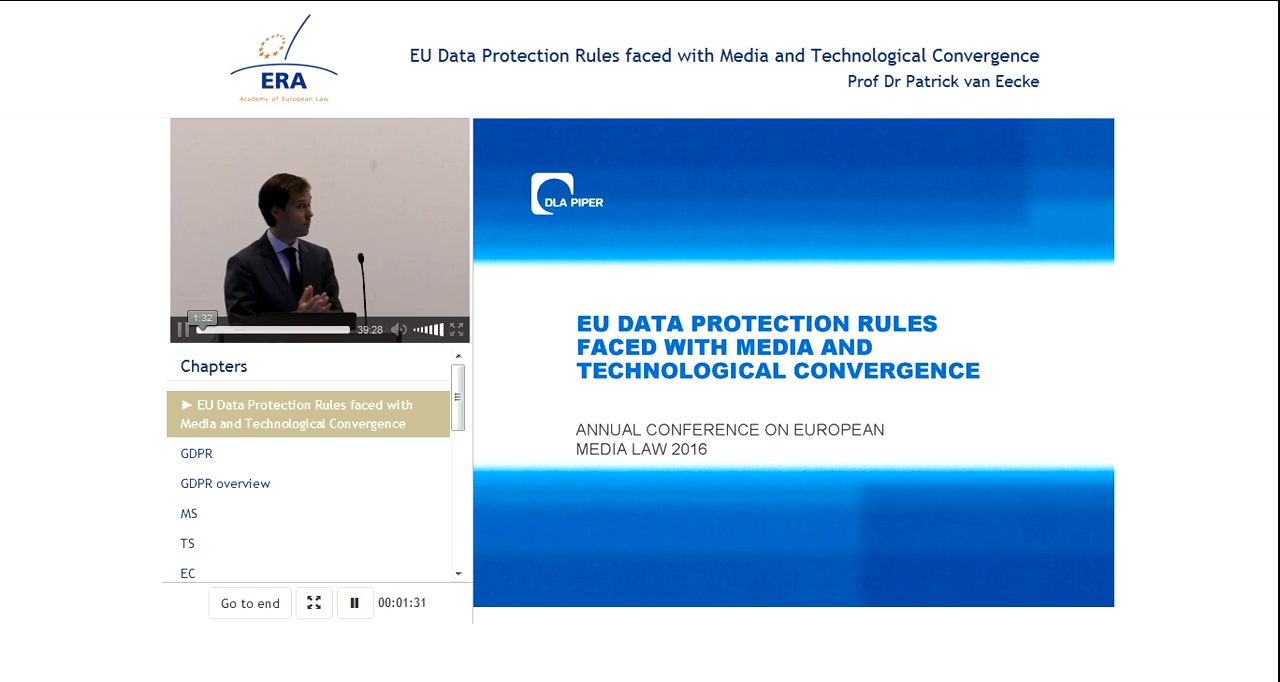 EU Data Protection Rules faced with Media and Technological Convergence
Prof Dr Patrick van Eecke
ERA
Academy of European Law
DLA PIPER
1:32
39:28
EU DATA PROTECTION RULES
FACED WITH MEDIA AND
TECHNOLOGICAL CONVERGENCE
ANNUAL CONFERENCE ON EUROPEAN
MEDIA LAW 2016
Chapters
► EU Data Protection Rules faced with
Media and Technological Convergence
GDPR
GDPR overview
MS
TS
EC
Go to end
00:01:31